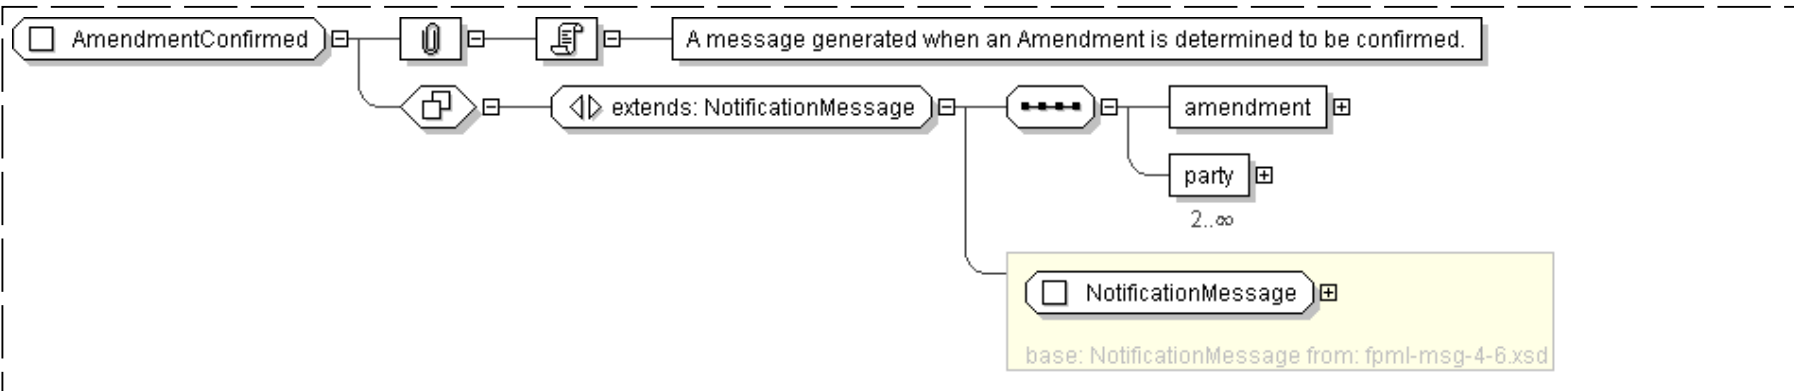 AmendmentConfirmed
A message generated when an Amendment is determined to be confirmed.
extends: NotificationMessage
amendment
party
2..∞
NotificationMessage
base: NotificationMessage from: fpml-msg-4-6.xsd